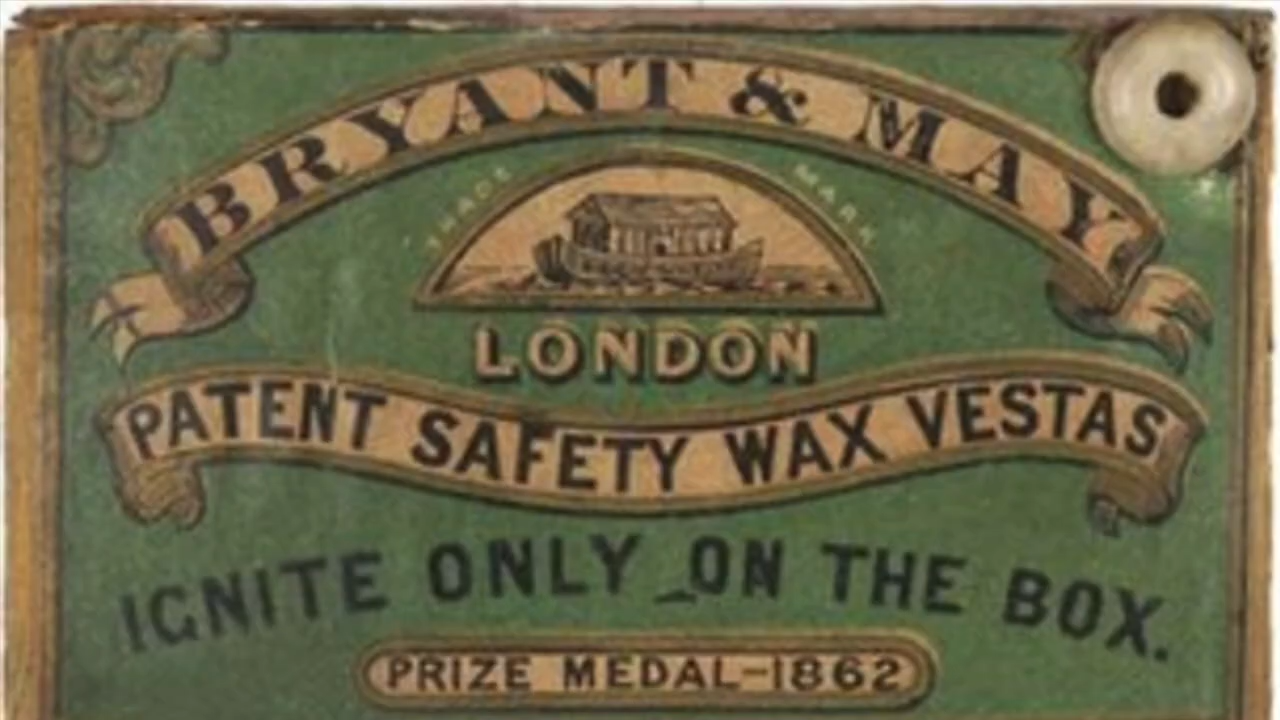 BRYANT & MAY
TRADE MARK
LONDON
PATENT SAFETY WAX VESTAS
IGNITE ONLY ON THE BOX.
PRIZE MEDAL-1862